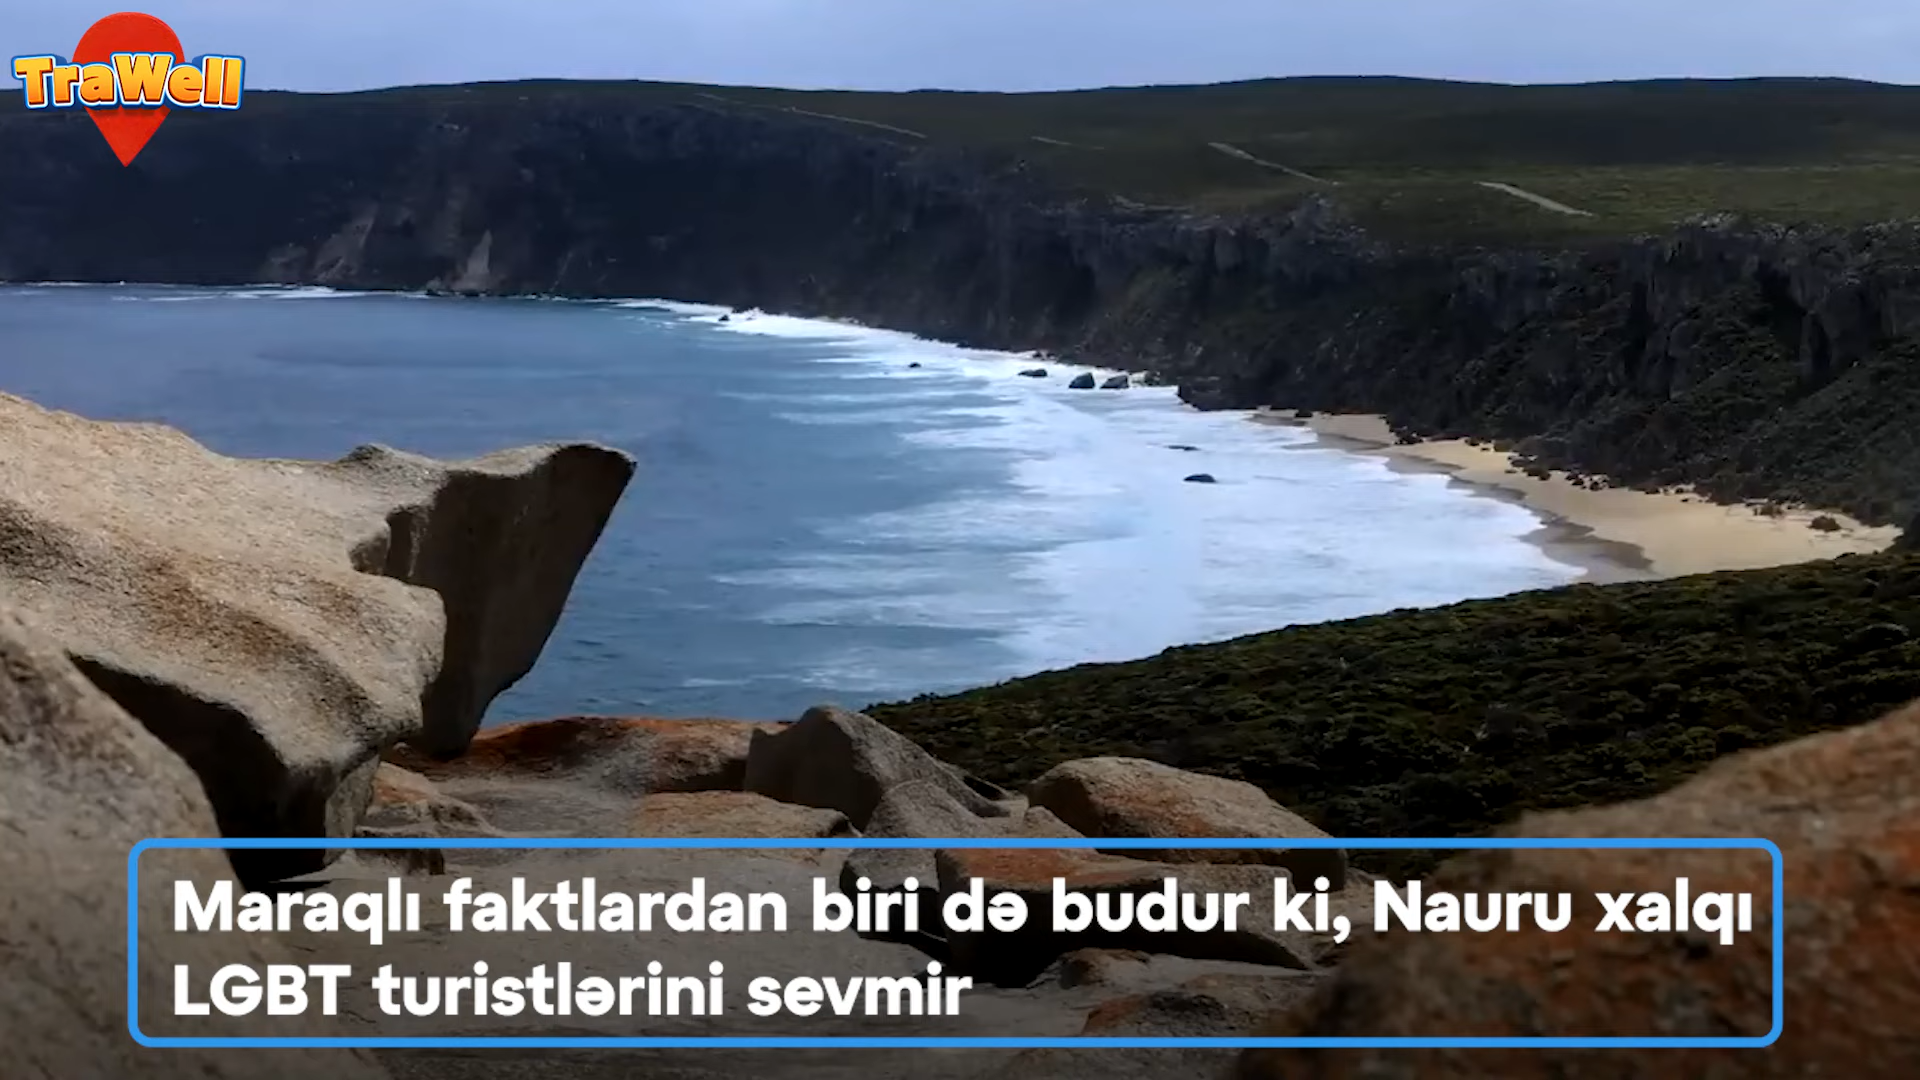 TraWell
Maraqlı faktlardan biri də budur ki, Nauru xalqı
LGBT turistlərini sevmir